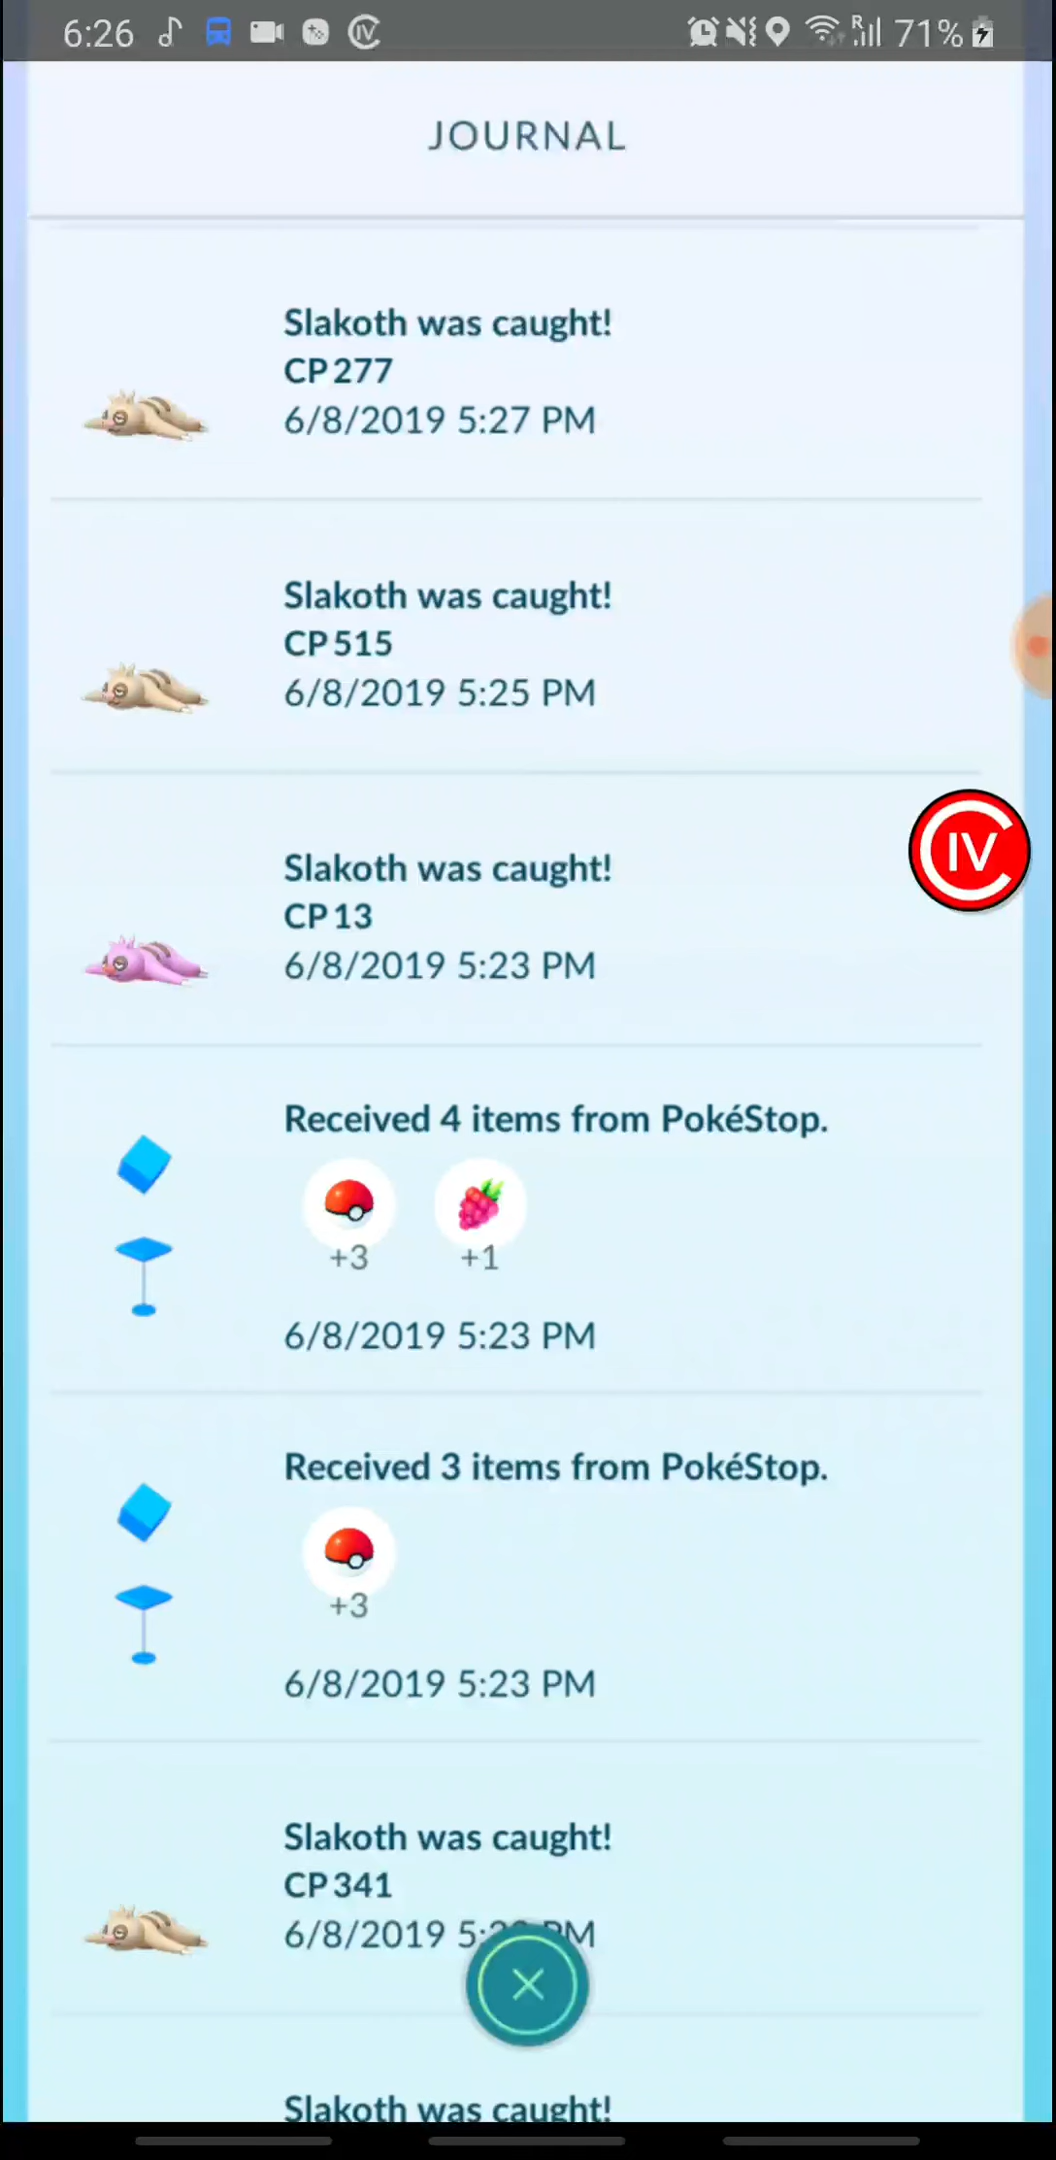 6:26
R
71%
JOURNAL
Slakoth was caught!
CP 277
6/8/2019 5:27 PM
Slakoth was caught!
CP 515
6/8/2019 5:25 PM
IV
Slakoth was caught!
CP 13
6/8/2019 5:23 PM
Received 4 items from PokéStop.
+3 +1
6/8/2019 5:23 PM
Received 3 items from PokéStop.
+3
6/8/2019 5:23 PM
Slakoth was caught!
CP 341
6/8/2019 PM
Slakoth was caught!